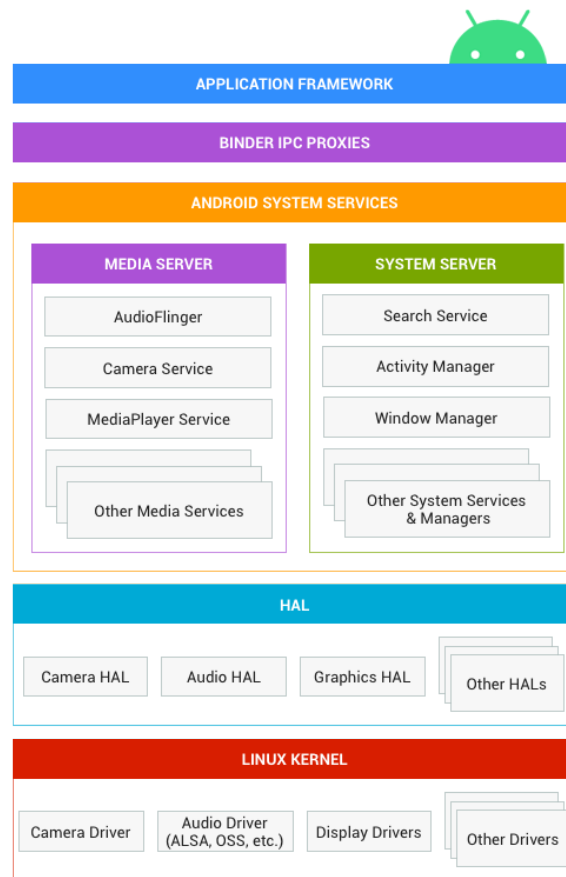 APPLICATION FRAMEWORK
BINDER IPC PROXIES
ANDROID SYSTEM SERVICES
MEDIA SERVER
AudioFlinger
Camera Service
MediaPlayer Service
Other Media Services
SYSTEM SERVER
Search Service
Activity Manager
Window Manager
Other System Services
& Managers
HAL
Camera HAL
Audio HAL
Graphics HAL
Other HALs
LINUX KERNEL
Camera Driver
Audio Driver
(ALSA, OSS, etc.)
Display Drivers
Other Drivers